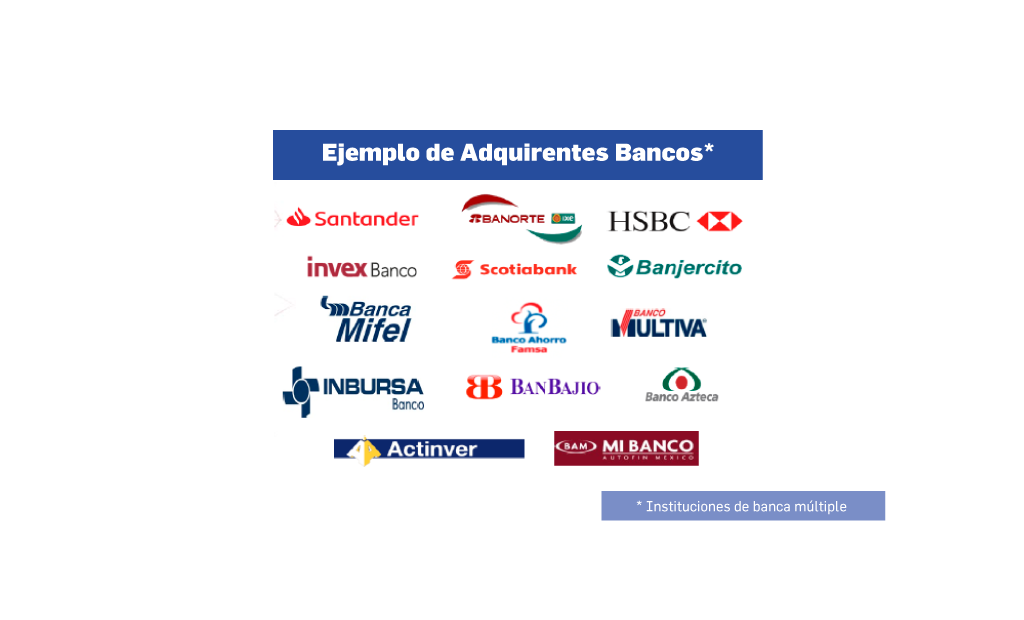 Ejemplo de Adquirentes Bancos*
Santander
BANORTE IXE
HSBC
invex Banco
Scotiabank
Banjercito
Banca
Mifel
Banco Ahorro
Famsa
BANCO
MULTIVA
INBURSA
Banco
BANBAJIO
Banco Azteca
Actinver
BAM MI BANCO
AUTOFIN MEXICO
* Instituciones de banca múltiple